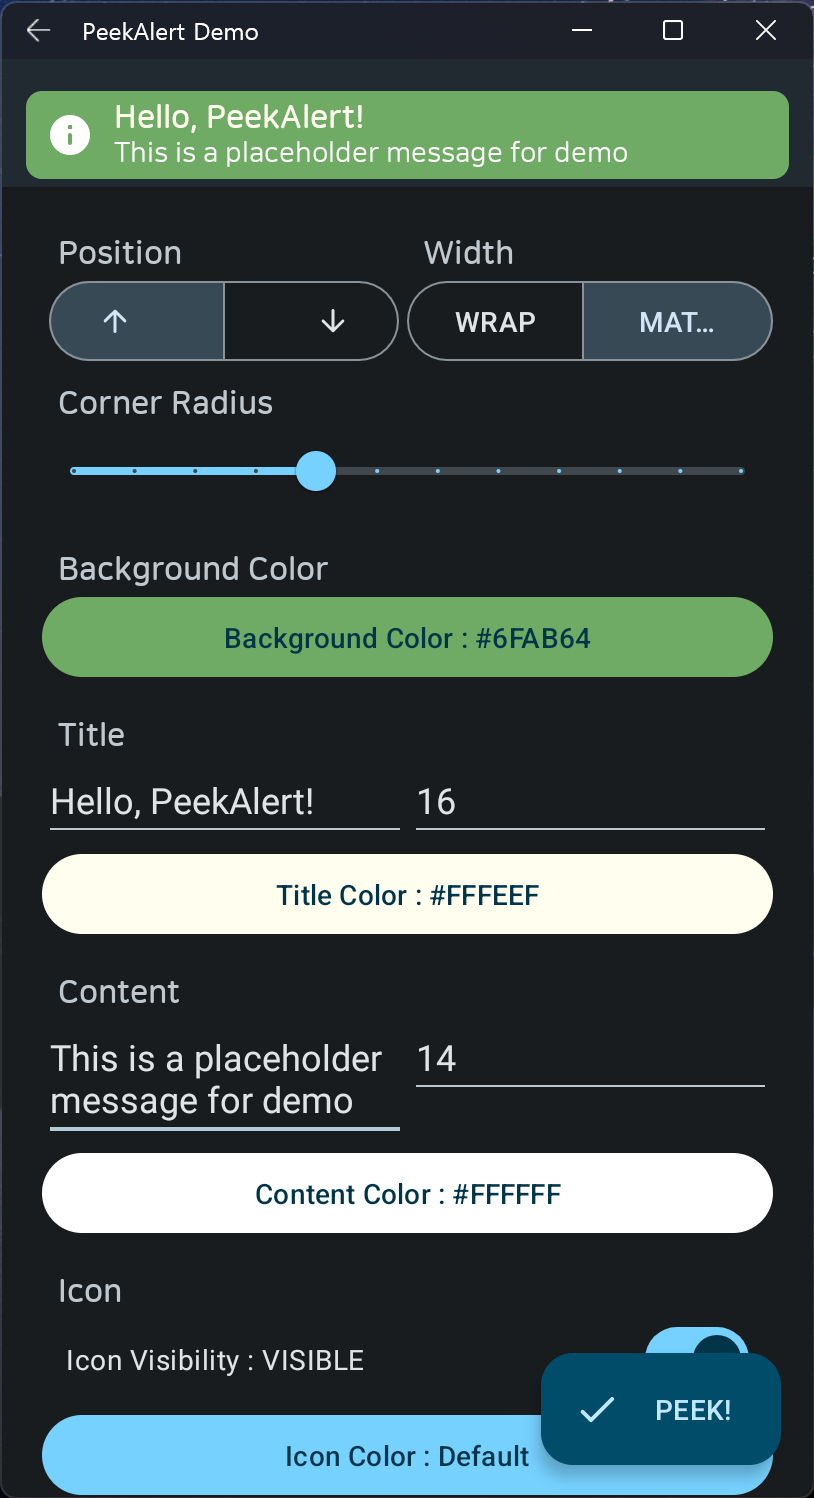 PeekAlert Demo
Hello, PeekAlert!
This is a placeholder message for demo
Position
Width
WRAP
MAT...
Corner Radius
Background Color
Background Color : #6FAB64
Title
Hello, PeekAlert!
16
Title Color : #FFFEEF
Content
This is a placeholder
message for demo
14
Content Color : #FFFFFF
Icon
Icon Visibility : VISIBLE
PEEK!
Icon Color : Default